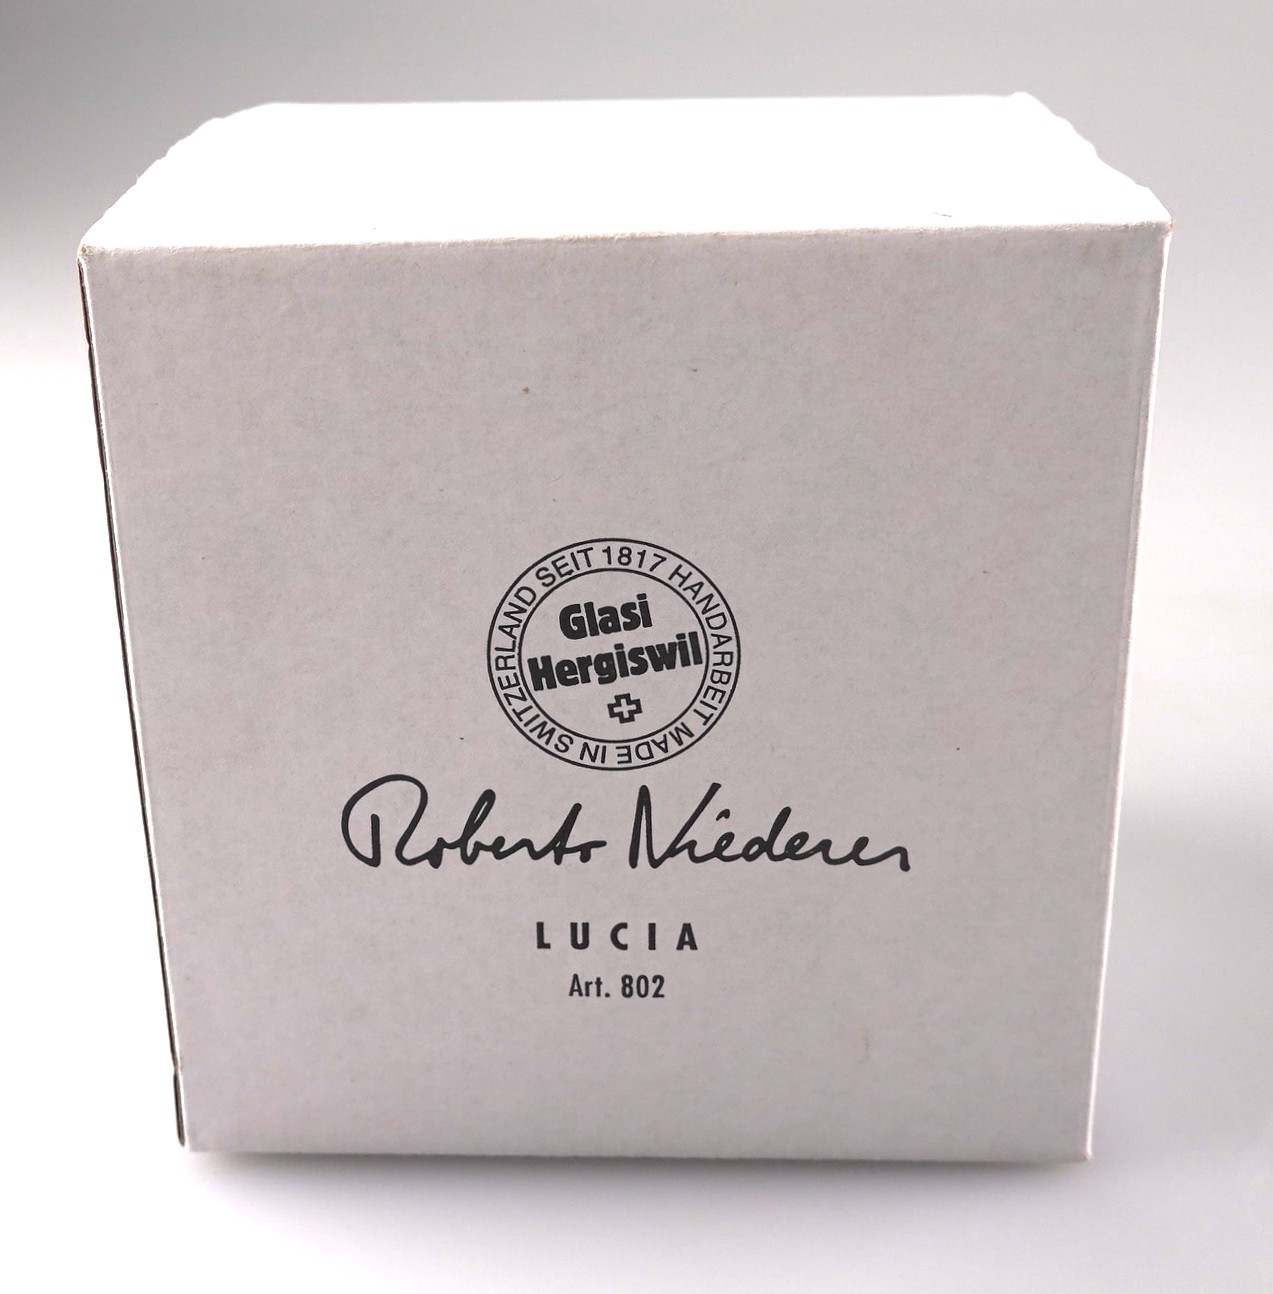 SEIT 1817 HANDARBEIT MADE IN SWITZERLAND
Glasi
Hergiswil
Roberto Niederer
LUCIA
Art. 802